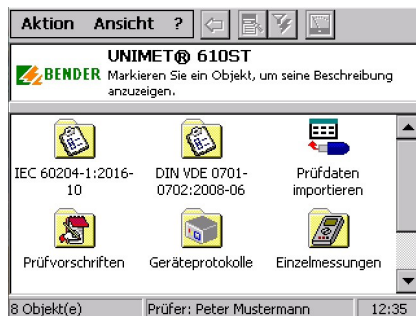 Aktion Ansicht ?
UNIMET® 610ST
BENDER Markieren Sie ein Objekt, um seine Beschreibung
anzuzeigen.
IEC 60204-1:2016-
10
DIN VDE 0701-
0702:2008-06
Prüfdaten
importieren
Prüfvorschriften
Geräteprotokolle
Einzelmessungen
8 Objekt(e) Prüfer: Peter Mustermann 12:35